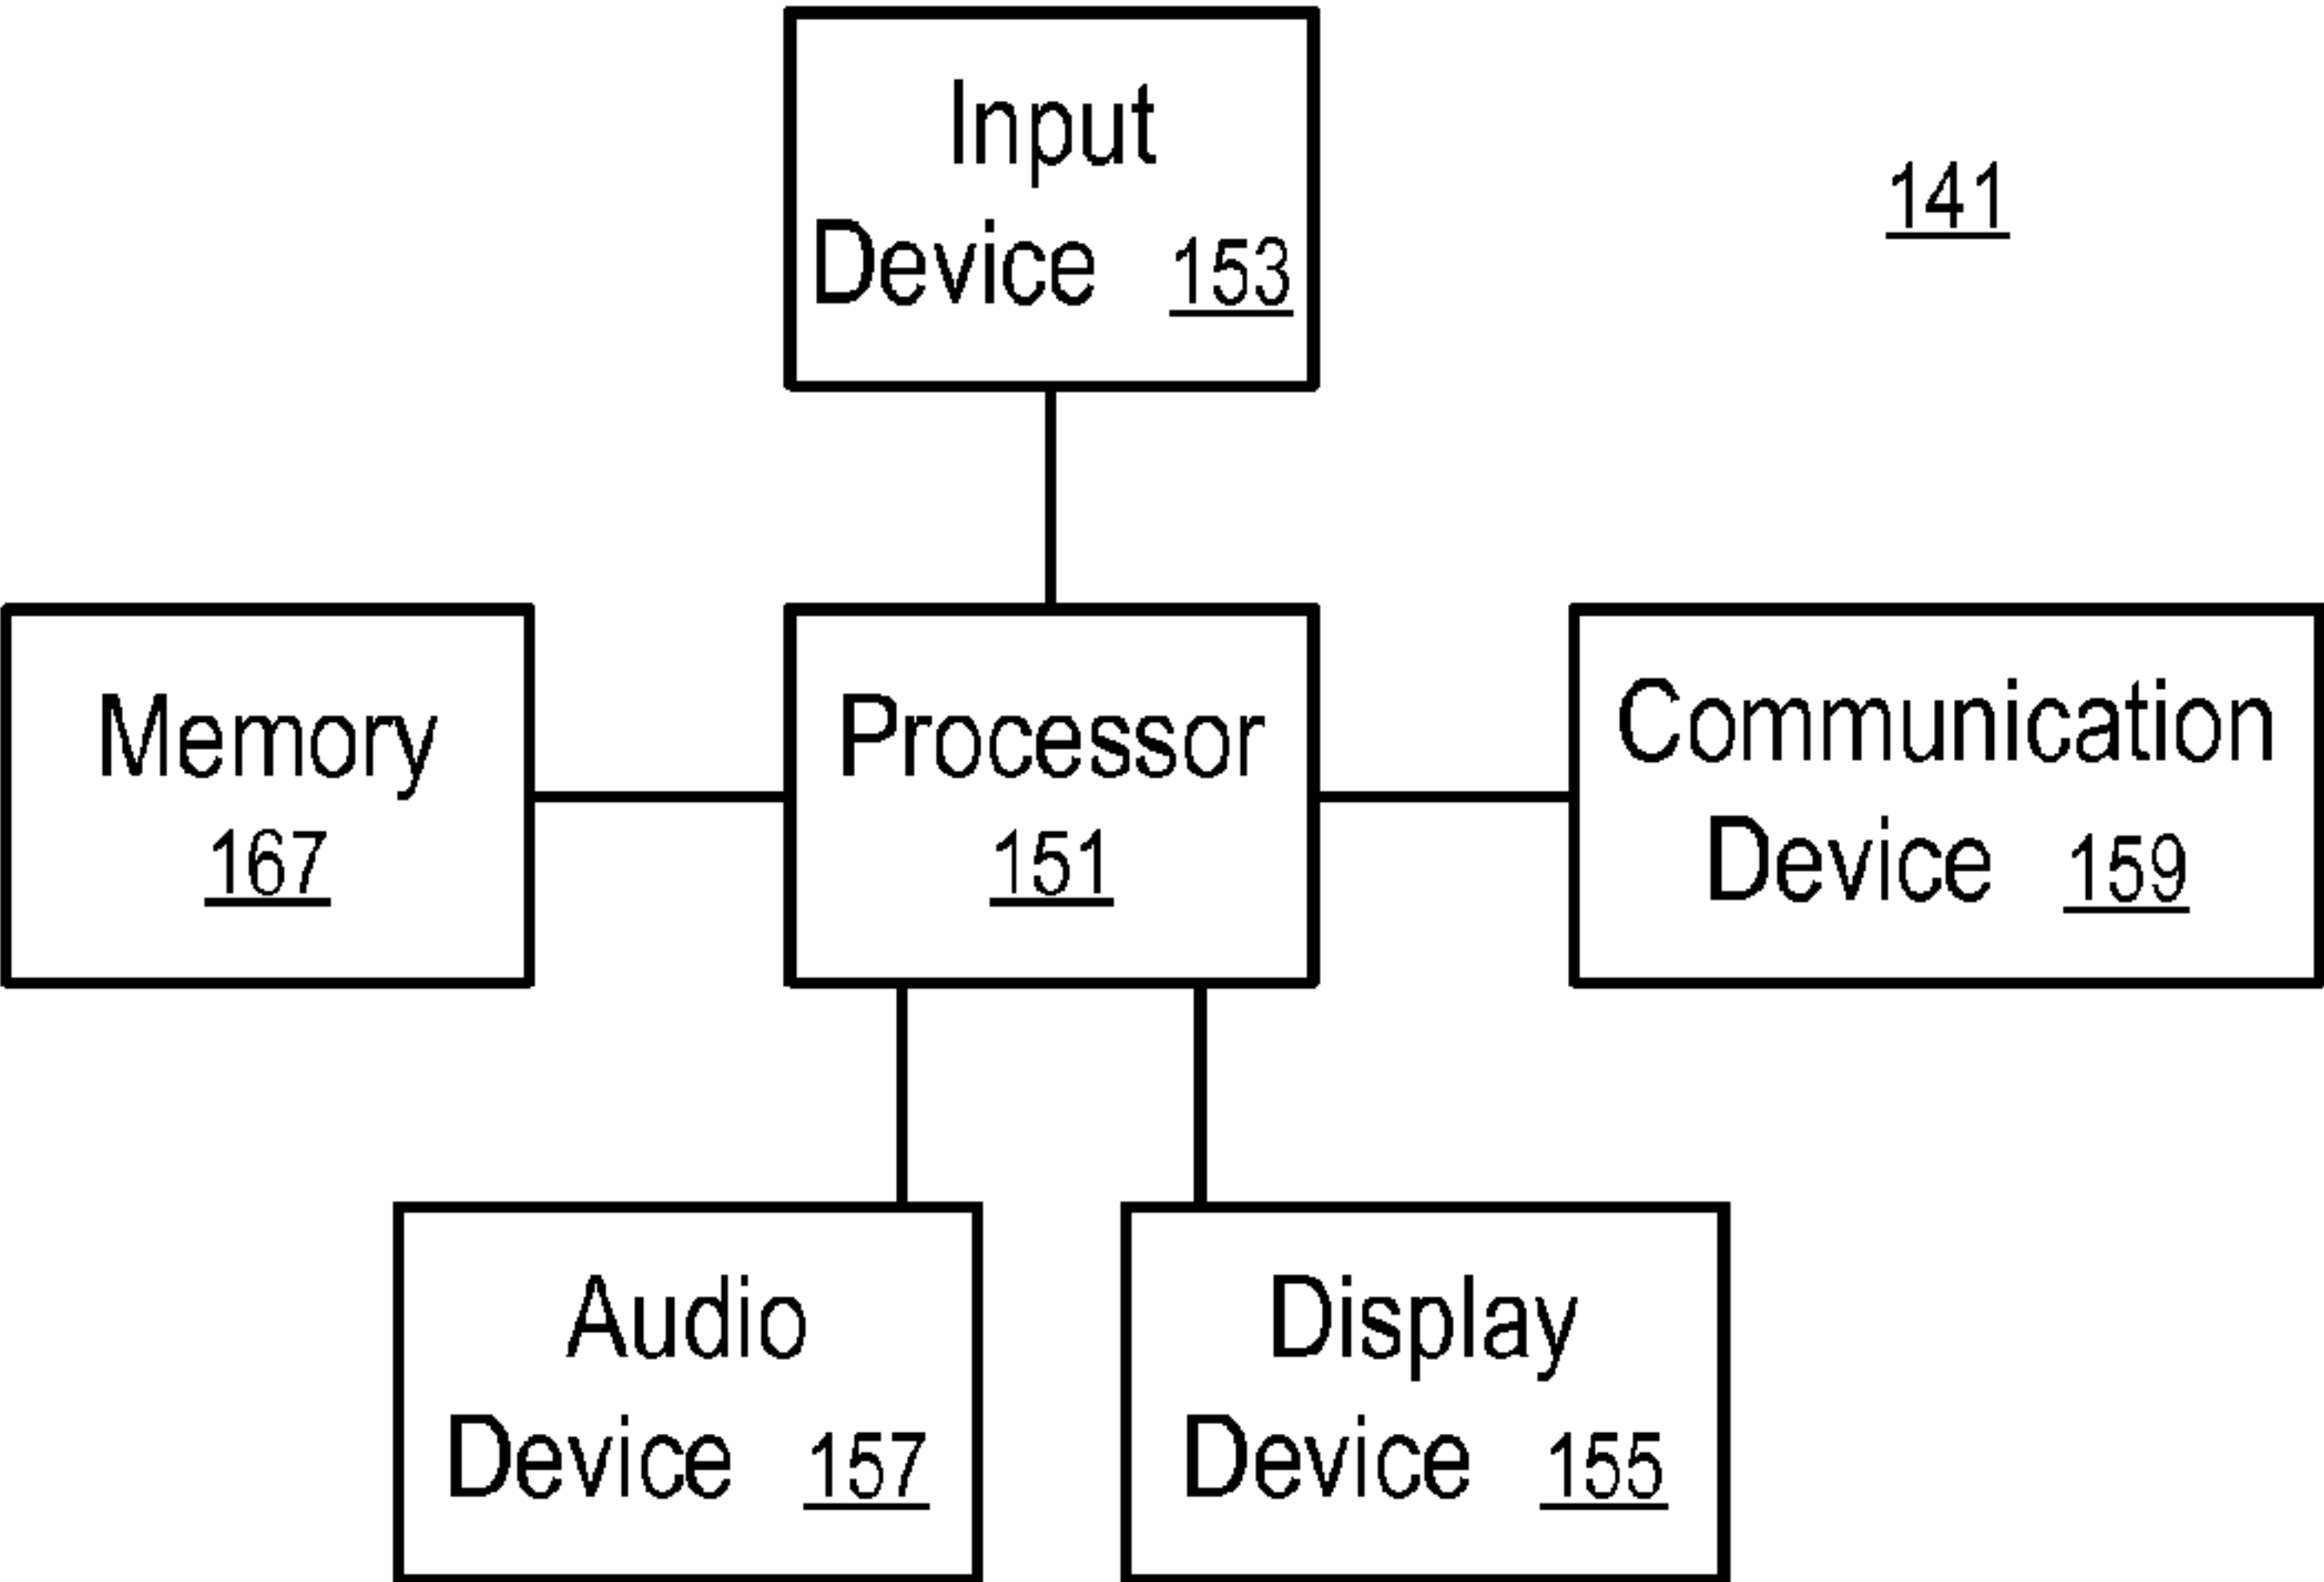 Input
Device 153
141
Memory
167
Processor
151
Communication
Device 159
Audio
Device 157
Display
Device 155